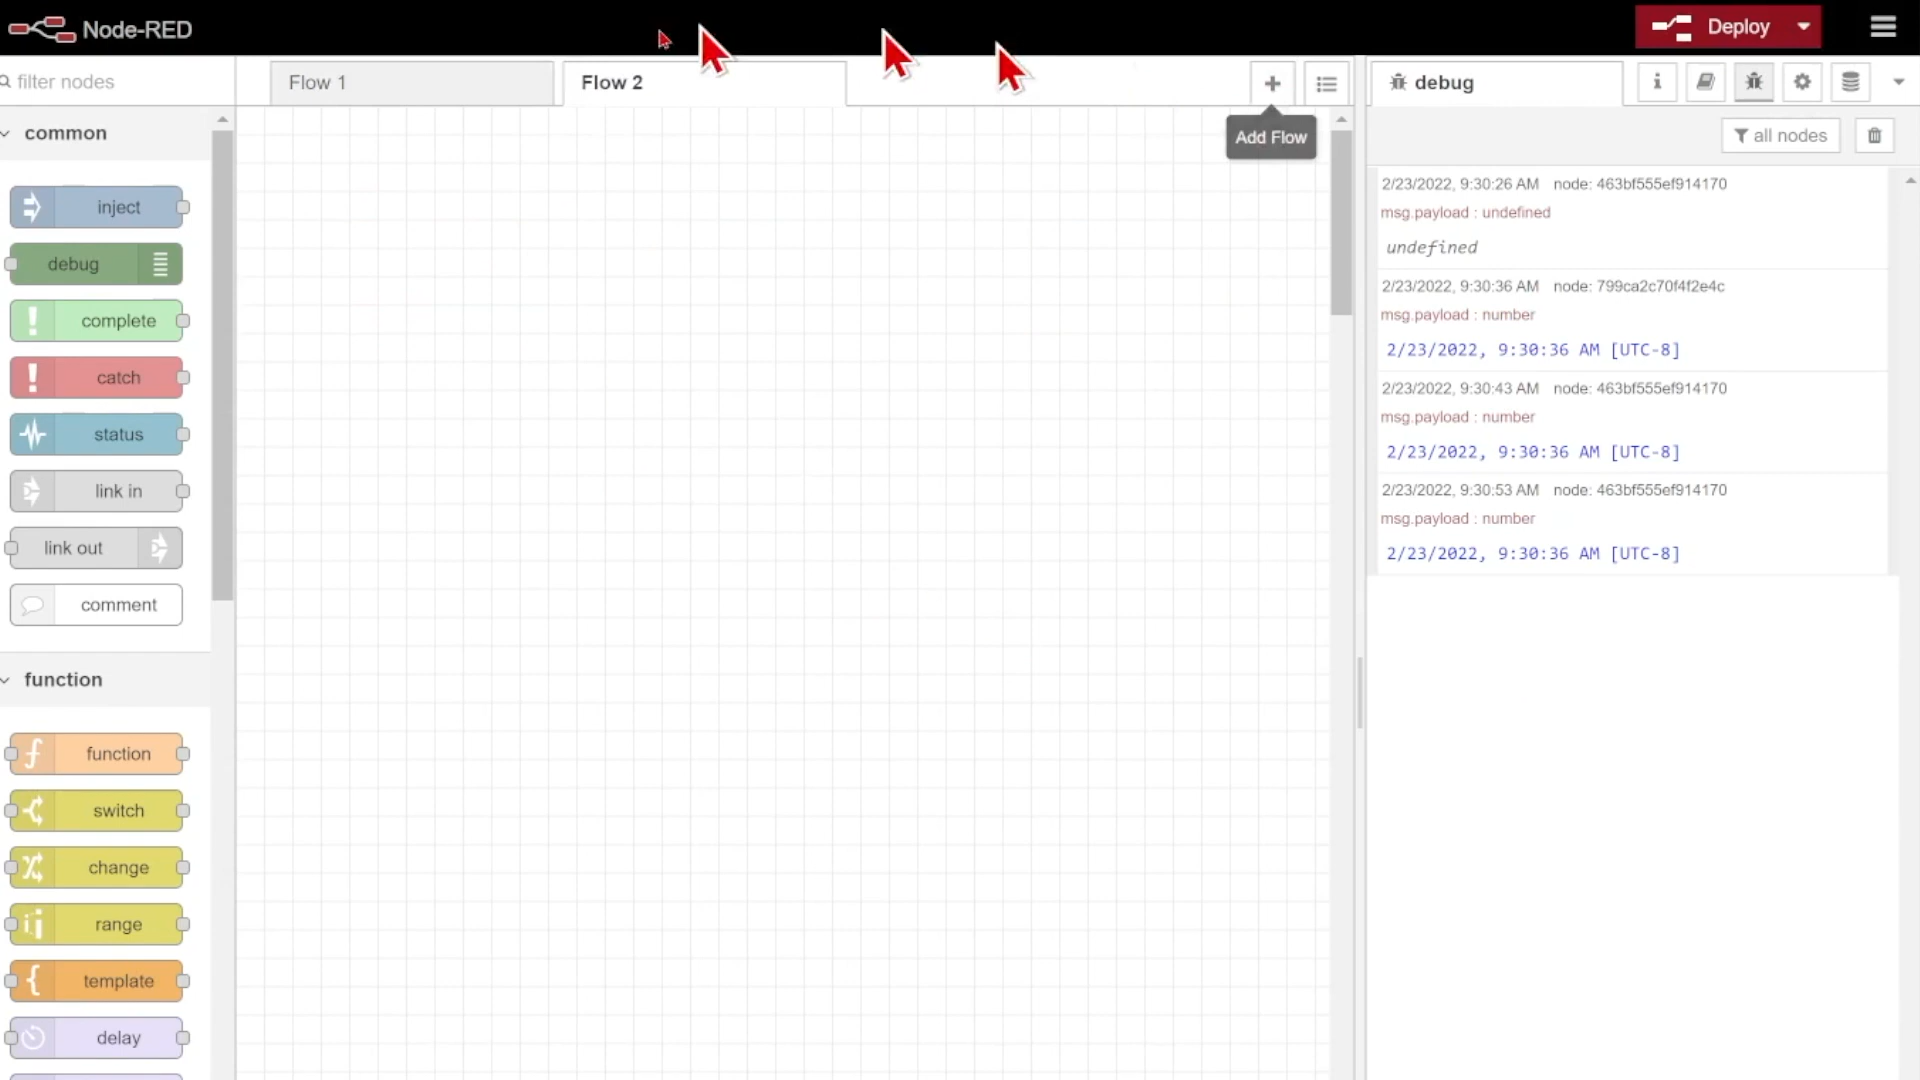 Node-RED
Deploy
filter nodes
Flow 1
Flow 2
Add Flow
debug
all nodes
common
inject
debug
complete
catch
status
link in
link out
comment
function
function
switch
change
range
template
delay
2/23/2022, 9:30:26 AM node: 463bf555ef914170
msg.payload : undefined
undefined
2/23/2022, 9:30:36 AM node: 799ca2c70f4f2e4c
msg.payload : number
2/23/2022, 9:30:36 AM [UTC-8]
2/23/2022, 9:30:43 AM node: 463bf555ef914170
msg.payload : number
2/23/2022, 9:30:36 AM [UTC-8]
2/23/2022, 9:30:53 AM node: 463bf555ef914170
msg.payload : number
2/23/2022, 9:30:36 AM [UTC-8]